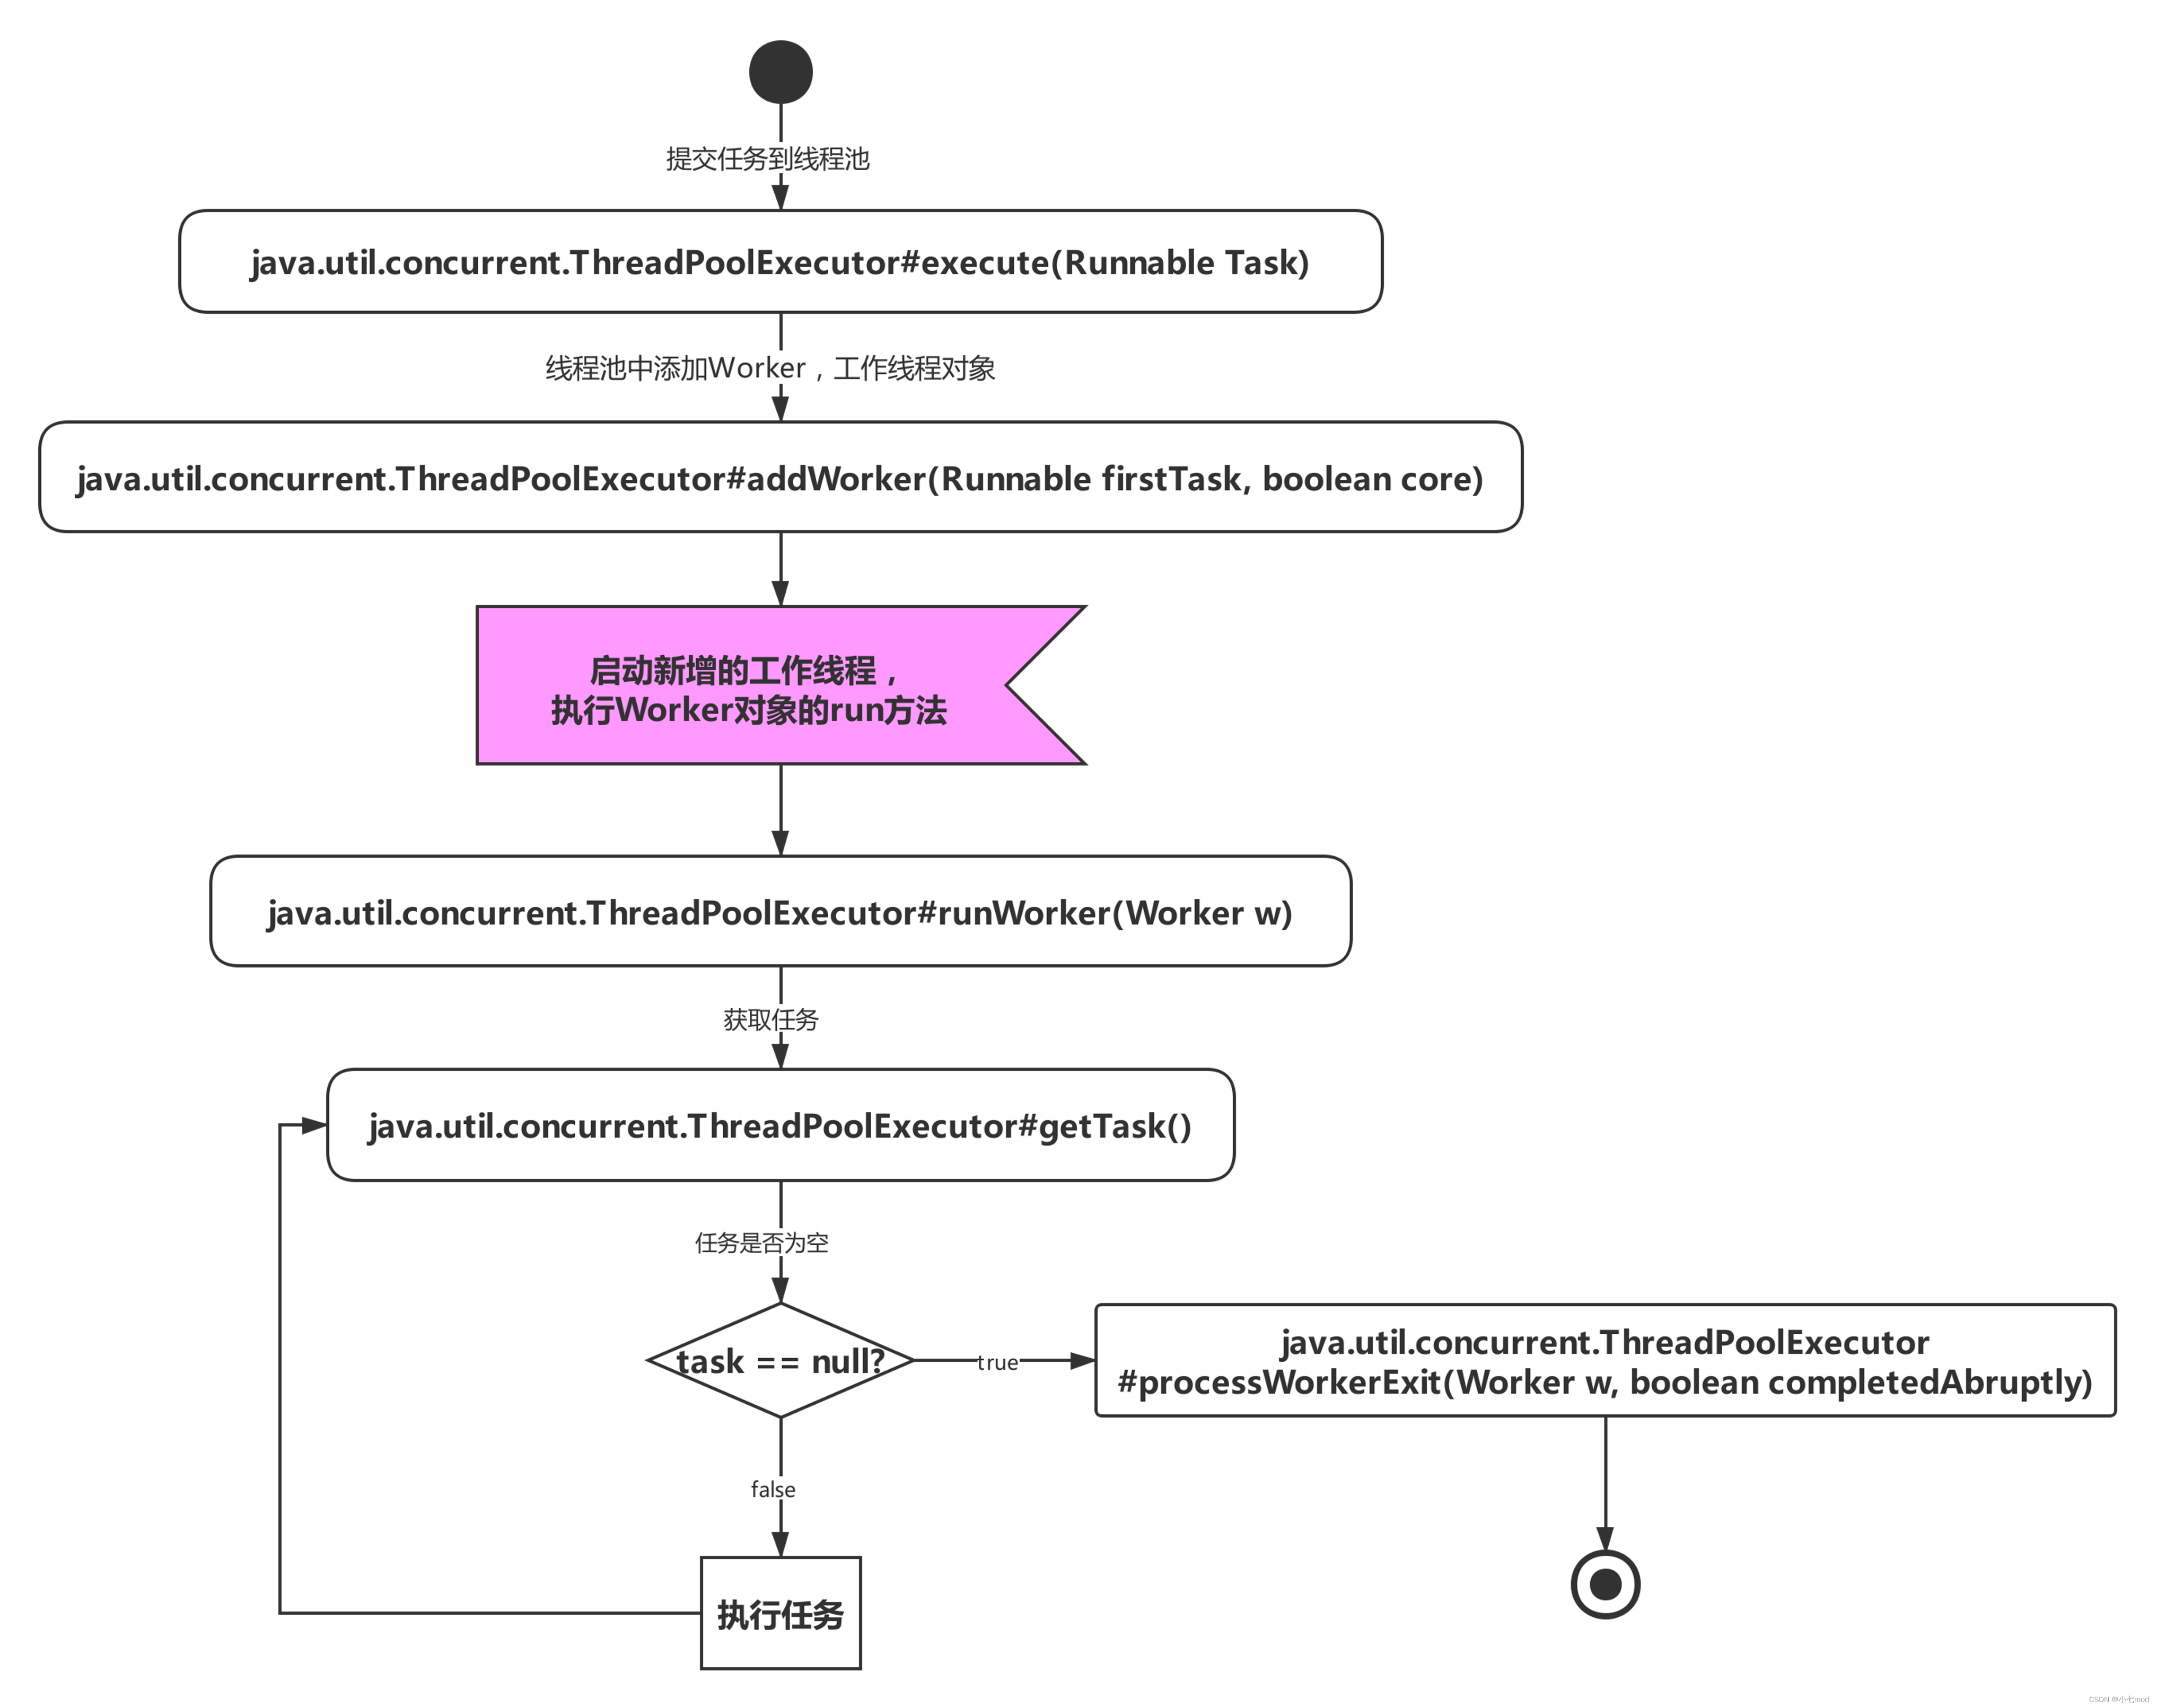 提交任务到线程池
java.util.concurrent.ThreadPoolExecutor#execute(Runnable Task)
线程池中添加Worker，工作线程对象
java.util.concurrent.ThreadPoolExecutor#addWorker(Runnable firstTask, boolean core)
启动新增的工作线程，
执行Worker对象的run方法
java.util.concurrent.ThreadPoolExecutor#runWorker(Worker w)
获取任务
java.util.concurrent.ThreadPoolExecutor#getTask()
任务是否为空
task == null?
true
java.util.concurrent.ThreadPoolExecutor
#processWorkerExit(Worker w, boolean completedAbruptly)
false
执行任务
CSDN @小七mod